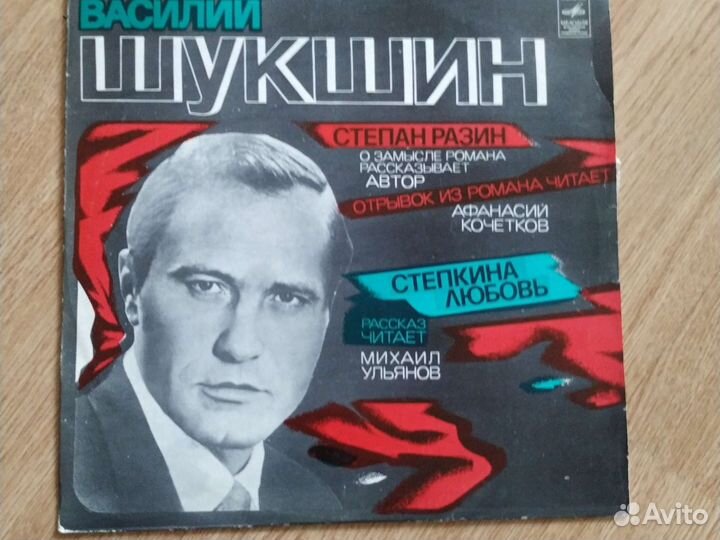 ВАСИЛИЙ
ШУКШИН
СТЕПАН РАЗИН
О ЗАМЫСЛЕ РОМАНА
РАССКАЗЫВАЕТ
АВТОР
ОТРЫВОК ИЗ РОМАНА ЧИТАЕТ
АФАНАСИЙ
КОЧЕТКОВ
СТЕПКИНА
ЛЮБОВЬ
РАССКАЗ
ЧИТАЕТ
МИХАИЛ
УЛЬЯНОВ
Avito